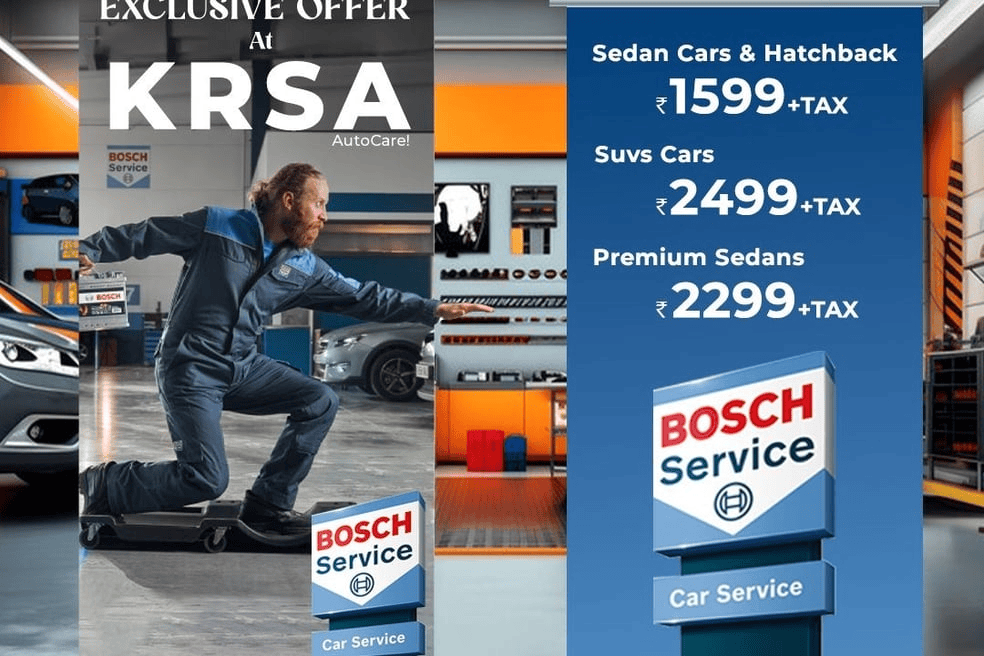 EXCLUSIVE OFFER
At
KRSA
AutoCare!
BOSCH
Service
BOSCH
BOSCH
Service
Car Service
Sedan Cars & Hatchback
₹1599+TAX
Suvs Cars
₹2499+TAX
Premium Sedans
₹2299+TAX
BOSCH
Service
Car Service